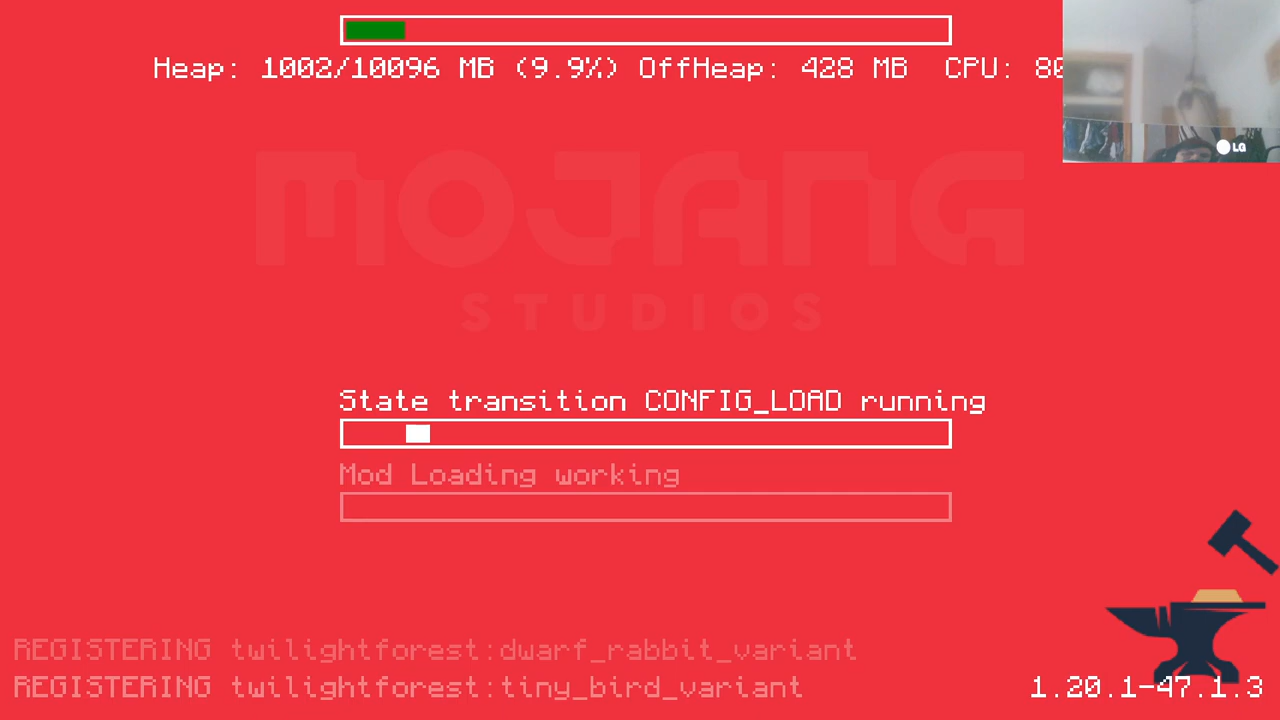 Heap: 1002/10096 MB (9.9%) OffHeap: 428 MB CPU: 80
LG
MOJANG
STUDIOS
State transition CONFIG_LOAD running
Mod Loading working
REGISTERING twilightforest:dwarf_rabbit_variant
REGISTERING twilightforest:tiny_bird_variant
1.20.1-47.1.3